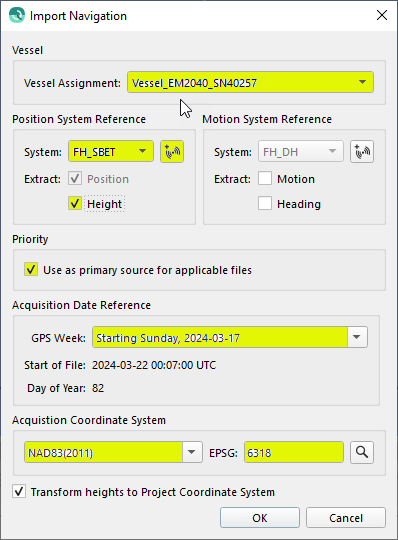 Import Navigation
Vessel
Vessel Assignment: Vessel_EM2040_SN40257
Position System Reference
System: FH_SBET
Extract: Position
Height
Motion System Reference
System: FH_DH
Extract: Motion
Heading
Priority
Use as primary source for applicable files
Acquisition Date Reference
GPS Week: Starting Sunday, 2024-03-17
Start of File: 2024-03-22 00:07:00 UTC
Day of Year: 82
Acquistion Coordinate System
NAD83(2011) EPSG: 6318
Transform heights to Project Coordinate System
OK Cancel